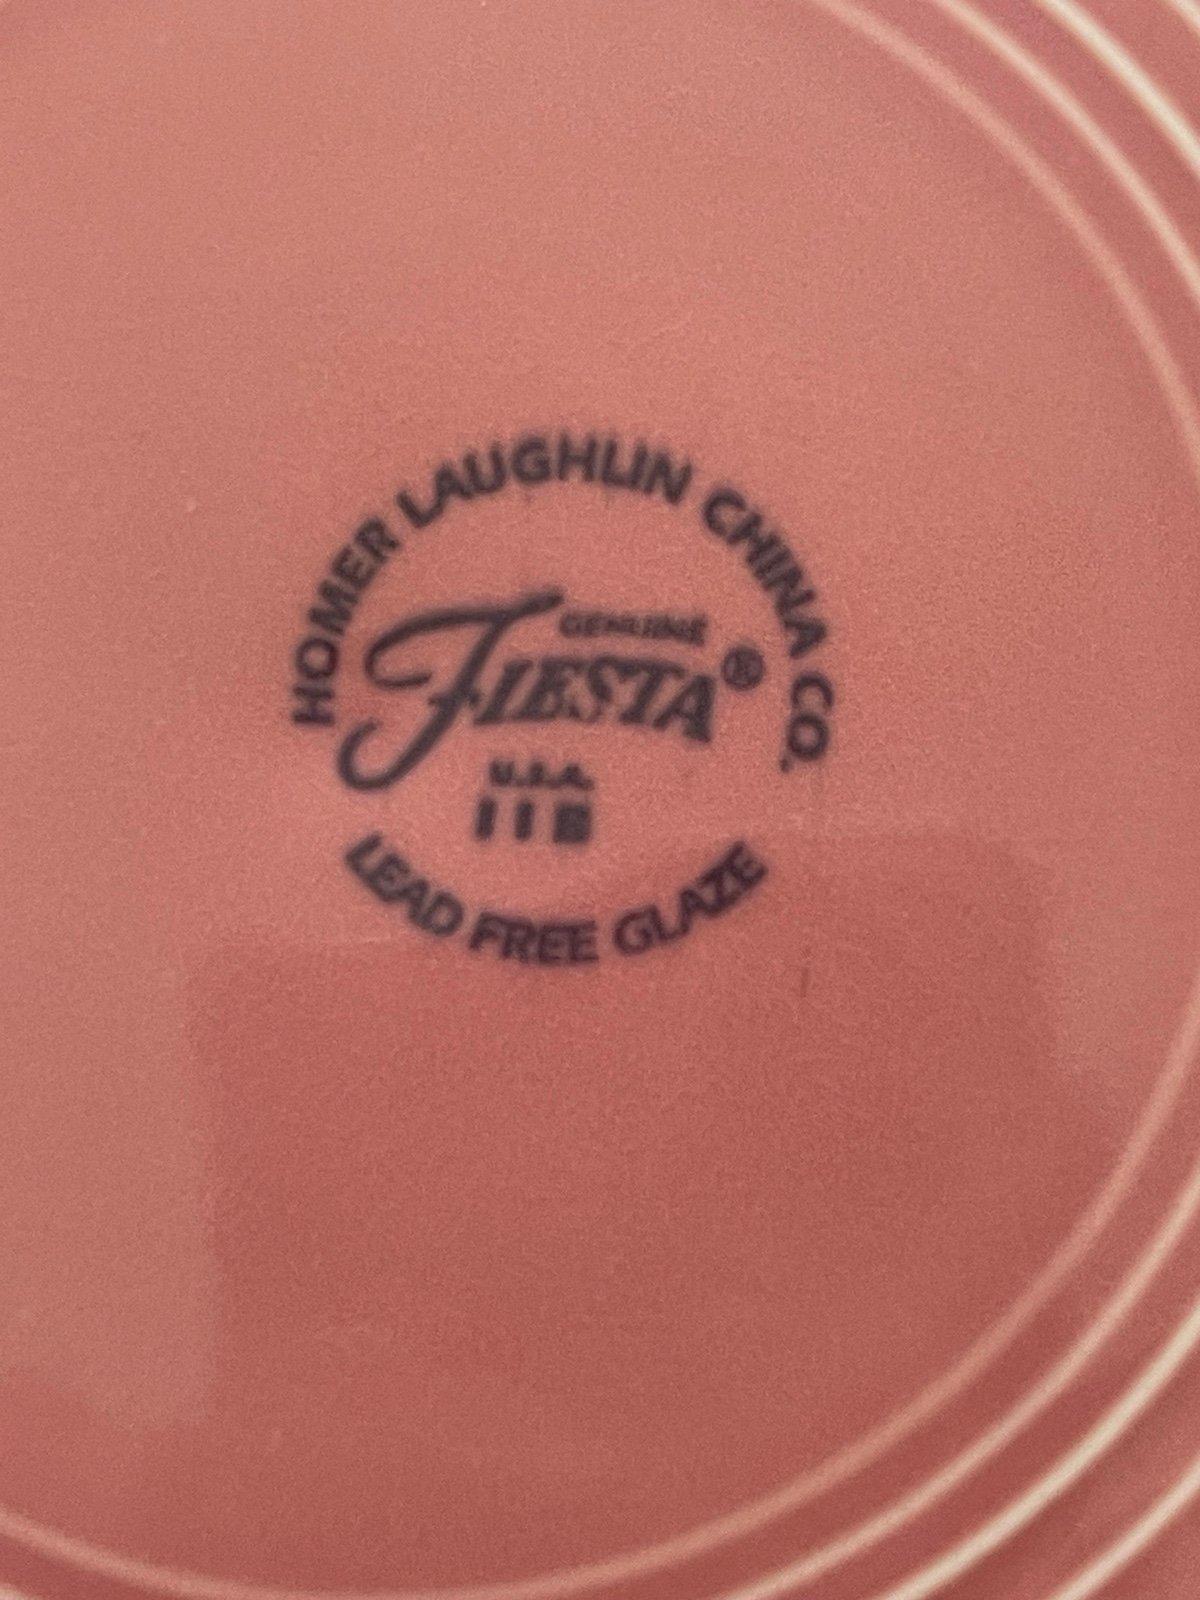 HOMER LAUGHLIN CHINA CO.
GENUINE
FIESTA®
U.S.A.
LEAD FREE GLAZE